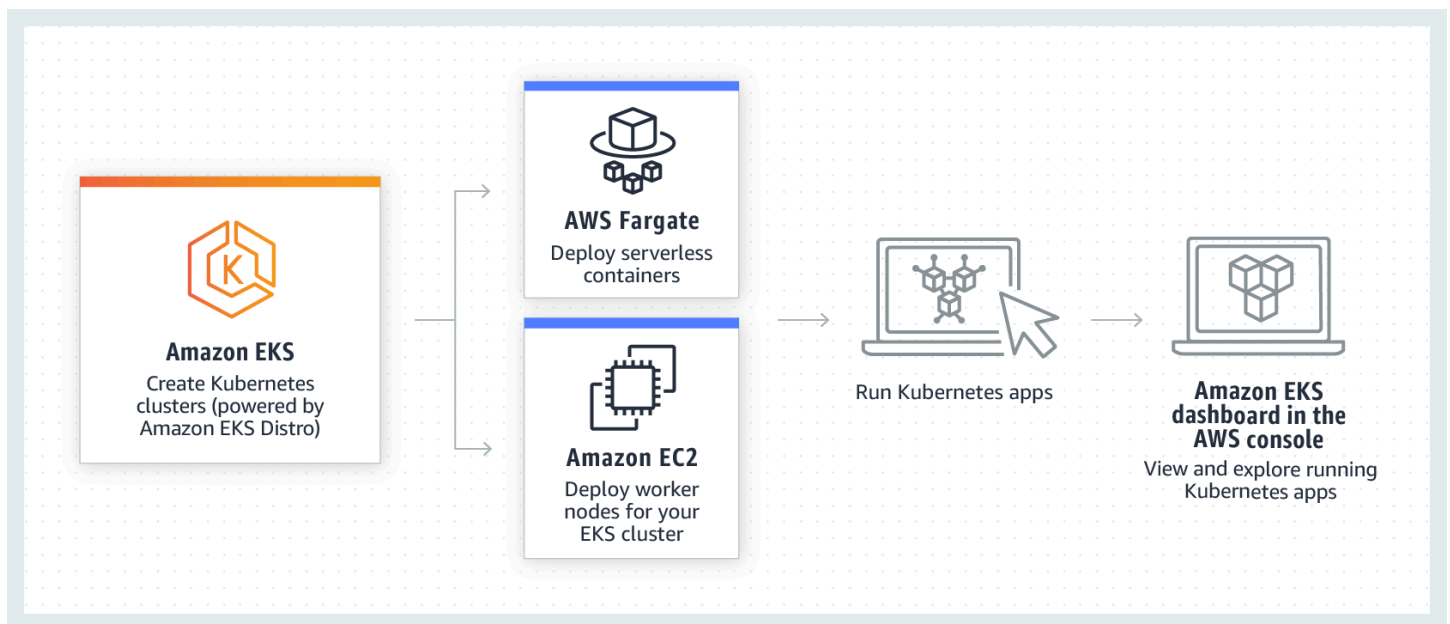 K
Amazon EKS
Create Kubernetes
clusters (powered by
Amazon EKS Distro)
AWS Fargate
Deploy serverless
containers
Amazon EC2
Deploy worker
nodes for your
EKS cluster
Run Kubernetes apps
Amazon EKS
dashboard in the
AWS console
View and explore running
Kubernetes apps